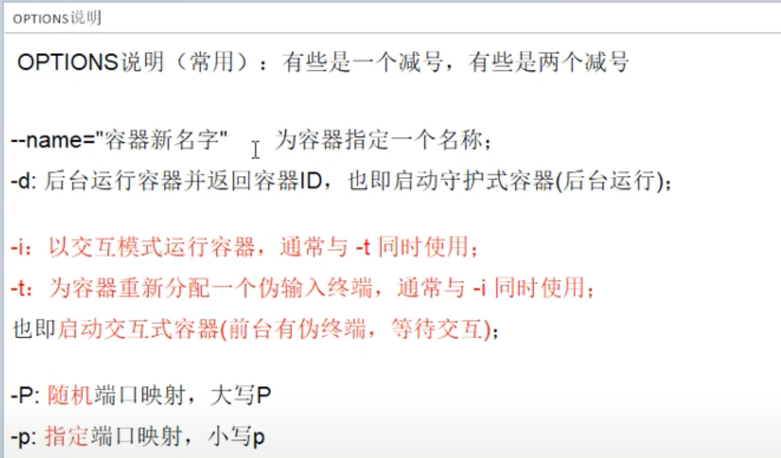 OPTIONS说明
OPTIONS说明（常用）：有些是一个减号，有些是两个减号
--name="容器新名字" 为容器指定一个名称；
-d: 后台运行容器并返回容器ID，也即启动守护式容器(后台运行)；
-i：以交互模式运行容器，通常与 -t 同时使用；
-t：为容器重新分配一个伪输入终端，通常与 -i 同时使用；
也即启动交互式容器(前台有伪终端，等待交互)；
-P: 随机端口映射，大写P
-p: 指定端口映射，小写p